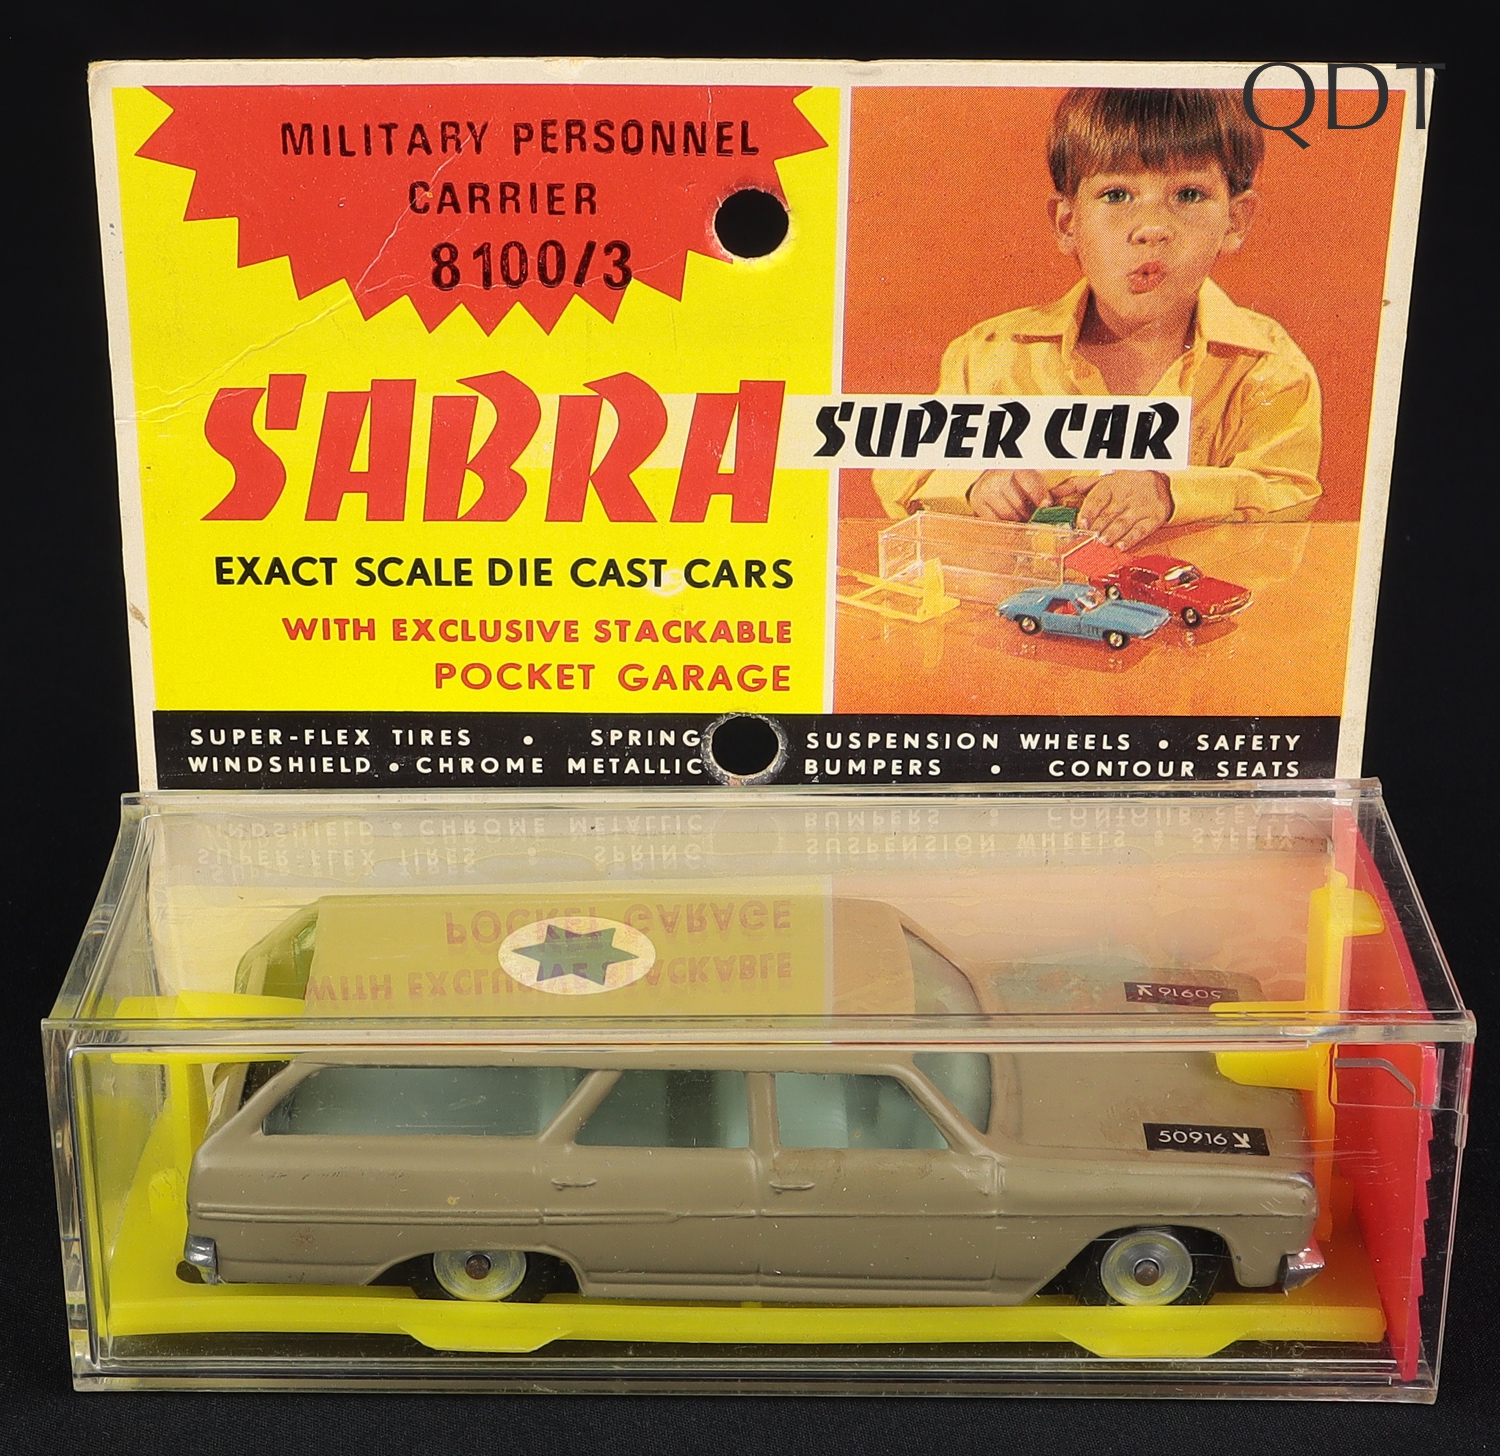 QDT
MILITARY PERSONNEL
CARRIER
8100/3
SABRA SUPER CAR
EXACT SCALE DIE CAST CARS
WITH EXCLUSIVE STACKABLE
POCKET GARAGE
SUPER-FLEX TIRES • SPRING SUSPENSION WHEELS • SAFETY
WINDSHIELD • CHROME METALLIC BUMPERS • CONTOUR SEATS
50916
50916